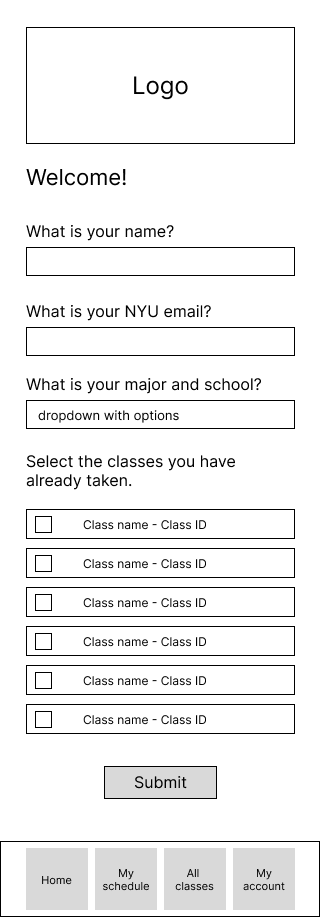 Logo
Welcome!
What is your name?
What is your NYU email?
What is your major and school?
dropdown with options
Select the classes you have
already taken.
Class name - Class ID
Class name - Class ID
Class name - Class ID
Class name - Class ID
Class name - Class ID
Class name - Class ID
Submit
Home
My
schedule
All
classes
My
account